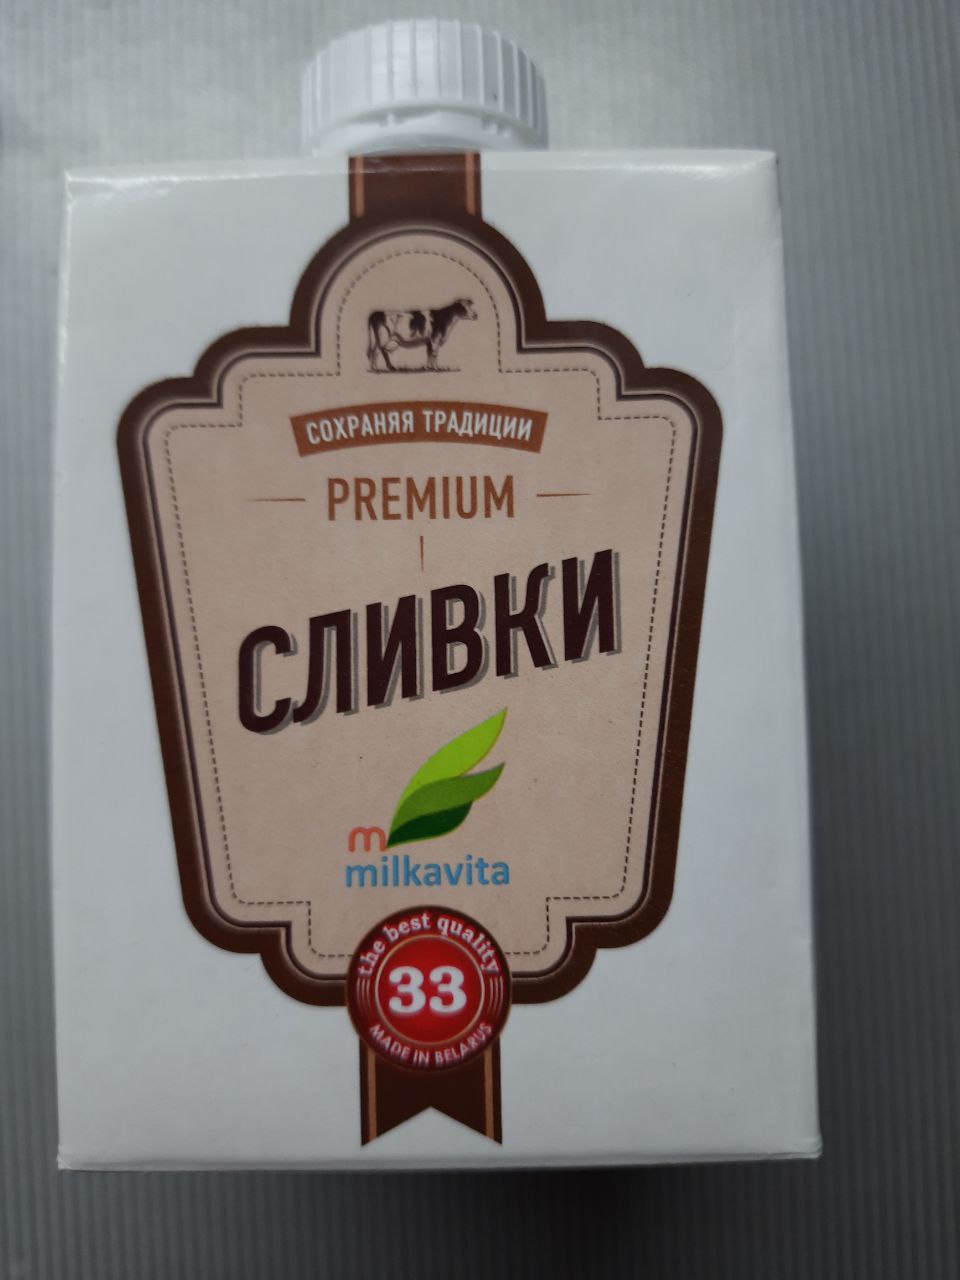 СОХРАНЯЯ ТРАДИЦИИ
PREMIUM
СЛИВКИ
m
milkavita
the best quality
33
MADE IN BELARUS